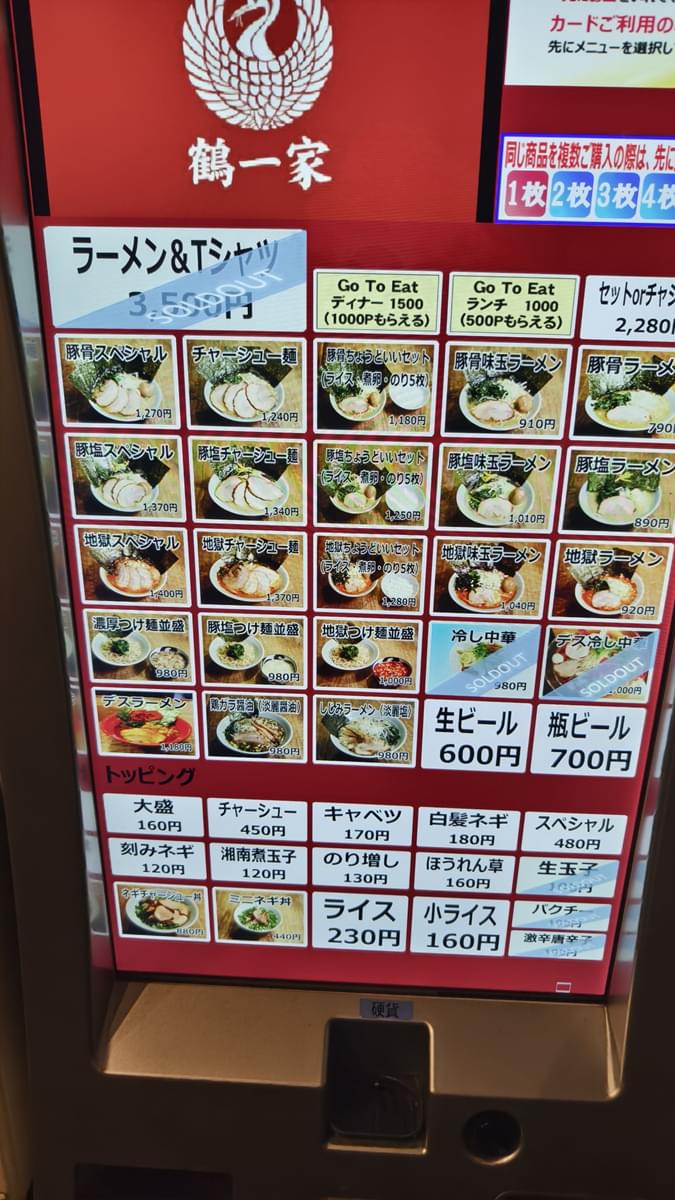 カードご利用の
先にメニューを選択し
鶴一家
同じ商品を複数ご購入の際は、先に
1枚 2枚 3枚 4枚
ラーメン&Tシャツ
3,500円
SOLDOUT
Go To Eat
ディナー 1500
(1000Pもらえる)
Go To Eat
ランチ 1000
(500Pもらえる)
セットorチャシ
2,280円
豚骨スペシャル
1,270円
チャーシュー麺
1,240円
豚骨ちょうどいいセット
(ライス・煮卵・のり5枚)
1,180円
豚骨味玉ラーメン
910円
豚骨ラーメ
790
豚塩スペシャル
1,370円
豚塩チャーシュー麺
1,340円
豚塩ちょうどいいセット
(ライス・煮卵・のり5枚)
1,250円
豚塩味玉ラーメン
1,010円
豚塩ラーメン
890円
地獄スペシャル
1,400円
地獄チャーシュー麺
1,370円
地獄ちょうどいいセット
(ライス・煮卵・のり5枚)
1,280円
地獄味玉ラーメン
1,040円
地獄ラーメン
920円
濃厚つけ麺並盛
980円
豚塩つけ麺並盛
980円
地獄つけ麺並盛
1,000円
冷し中華
SOLDOUT
980円
デス冷し中華
SOLDOUT
1,000円
デスラーメン
1,180円
鶏ガラ醤油(淡麗醤油)
980円
しじみラーメン(淡麗塩)
980円
生ビール
600円
瓶ビール
700円
トッピング
大盛
160円
チャーシュー
450円
キャベツ
170円
白髪ネギ
180円
スペシャル
480円
刻みネギ
120円
湘南煮玉子
120円
のり増し
130円
ほうれん草
160円
生玉子
ネギチャーシュー丼
880円
ミニネギ丼
440円
ライス
230円
小ライス
160円
パクチー
激辛唐辛子
硬貨